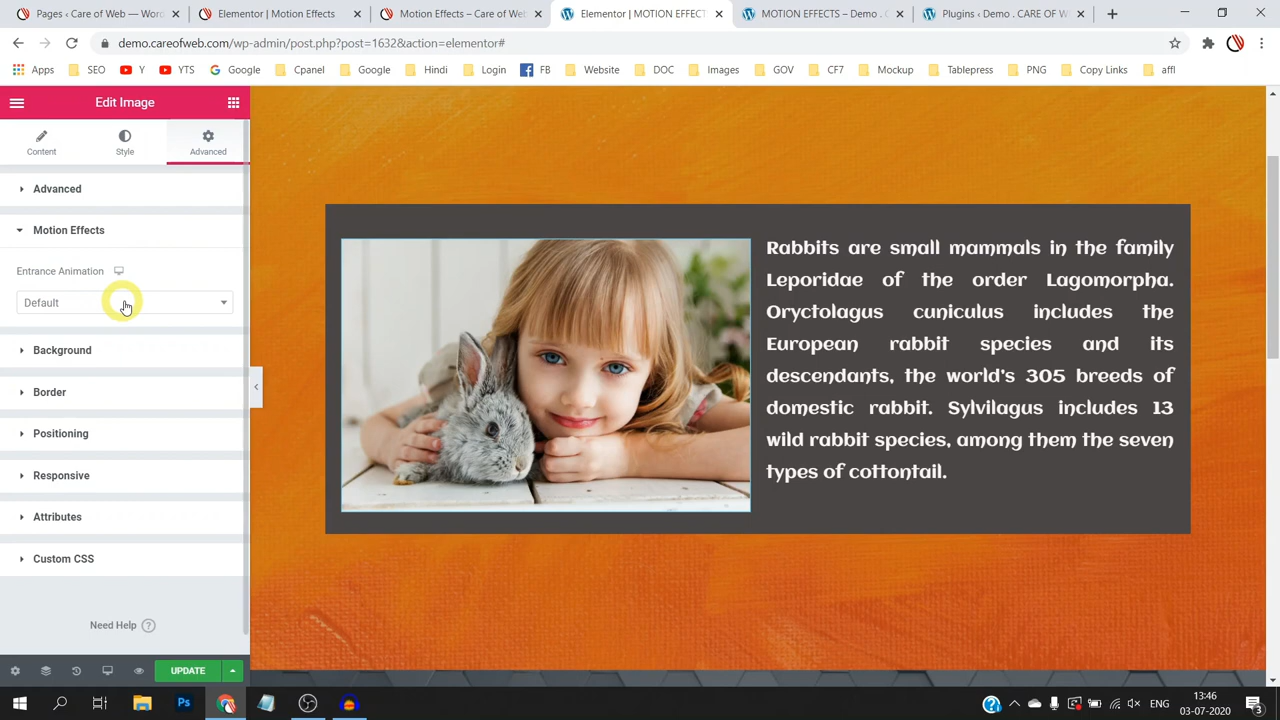 Pages ‹ Care of Web — Word
Elementor | Motion Effects
Motion Effects – Care of Web
Elementor | MOTION EFFECT
MOTION EFFECTS – Demo . C
Plugins ‹ Demo . CARE OF W
demo.careofweb.com/wp-admin/post.php?post=1632&action=elementor#
Apps SEO Y YTS Google Cpanel Google Hindi Login FB Website DOC Images GOV CF7 Mockup Tablepress PNG Copy Links affl
Edit Image
Content Style Advanced
Advanced
Motion Effects
Entrance Animation
Default
Background
Border
Positioning
Responsive
Attributes
Custom CSS
Need Help ?
UPDATE
Rabbits are small mammals in the family
Leporidae of the order Lagomorpha.
Oryctolagus cuniculus includes the
European rabbit species and its
descendants, the world's 305 breeds of
domestic rabbit. Sylvilagus includes 13
wild rabbit species, among them the seven
types of cottontail.
Ps
ENG
13:46
03-07-2020
3